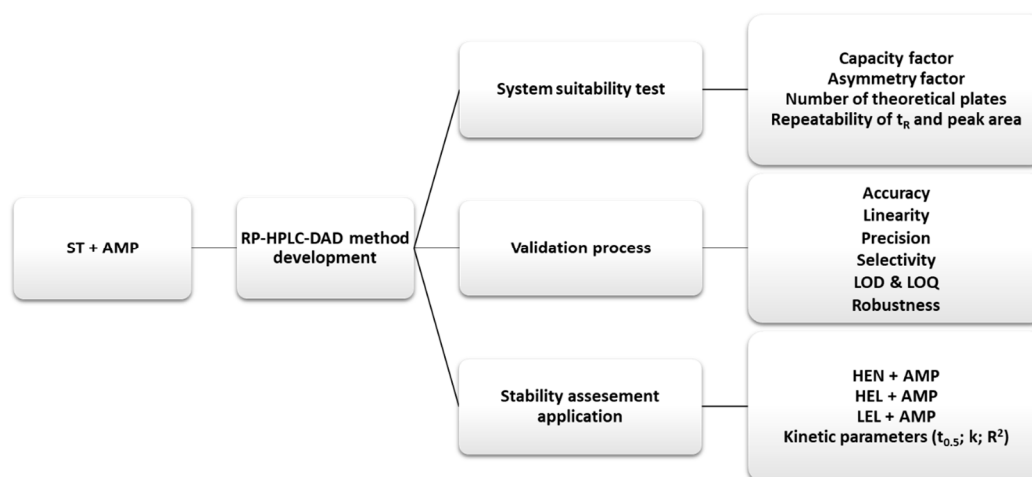 ST + AMP
RP-HPLC-DAD method
development
System suitability test
Capacity factor
Asymmetry factor
Number of theoretical plates
Repeatability of tR and peak area
Validation process
Accuracy
Linearity
Precision
Selectivity
LOD & LOQ
Robustness
Stability assesement
application
HEN + AMP
HEL + AMP
LEL + AMP
Kinetic parameters (t0.5; k; R²)